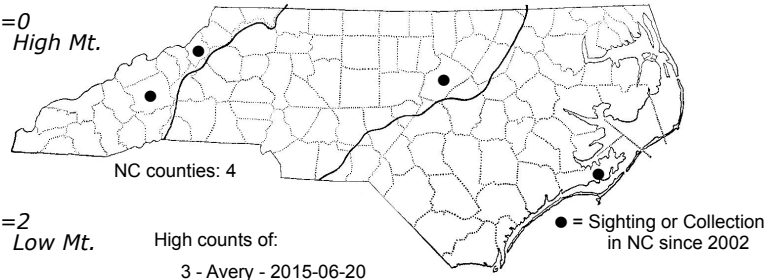 =0
High Mt.
NC counties: 4
=2
Low Mt.
High counts of:
3 - Avery - 2015-06-20
= Sighting or Collection
in NC since 2002